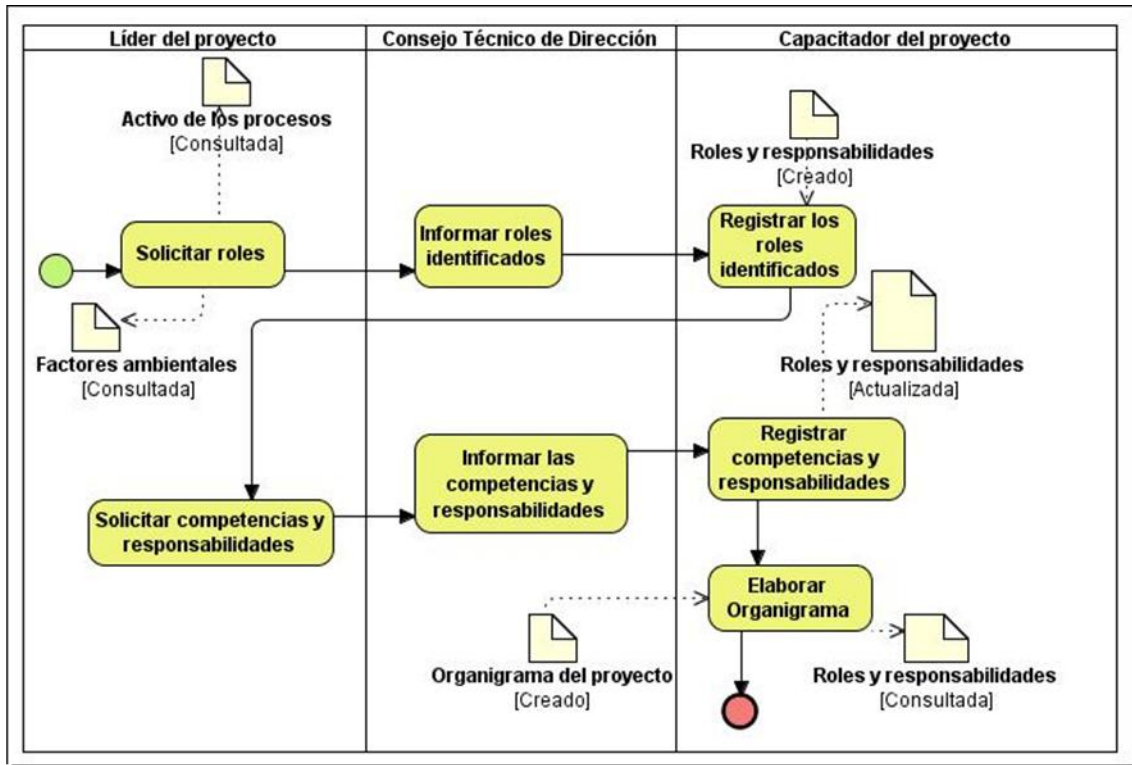 Líder del proyecto
Consejo Técnico de Dirección
Capacitador del proyecto
Activo de los procesos
[Consultada]
Roles y responsabilidades
[Creado]
Solicitar roles
Informar roles
identificados
Registrar los
roles
identificados
Factores ambientales
[Consultada]
Roles y responsabilidades
[Actualizada]
Solicitar competencias y
responsabilidades
Informar las
competencias y
responsabilidades
Registrar
competencias y
responsabilidades
Elaborar
Organigrama
Organigrama del proyecto
[Creado]
Roles y responsabilidades
[Consultada]